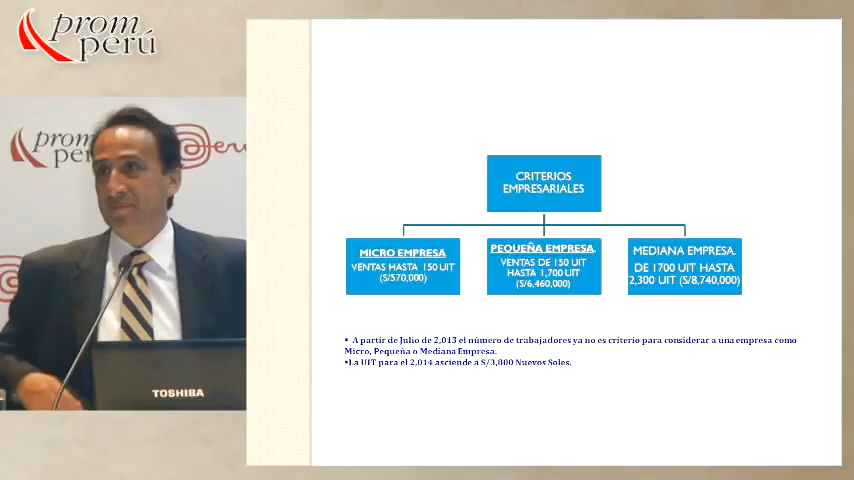 prom
perú
prom
per
Peru
TOSHIBA
CRITERIOS
EMPRESARIALES
MICRO EMPRESA
VENTAS HASTA 150 UIT
(S/570,000)
PEQUEÑA EMPRESA.
VENTAS DE 150 UIT
HASTA 1,700 UIT
(S/6,460,000)
MEDIANA EMPRESA.
DE 1700 UIT HASTA
2,300 UIT (S/8,740,000)
▪ A partir de Julio de 2,013 el número de trabajadores ya no es criterio para considerar a una empresa como
Micro, Pequeña o Mediana Empresa.
▪La UIT para el 2,014 asciende a S/3,800 Nuevos Soles.